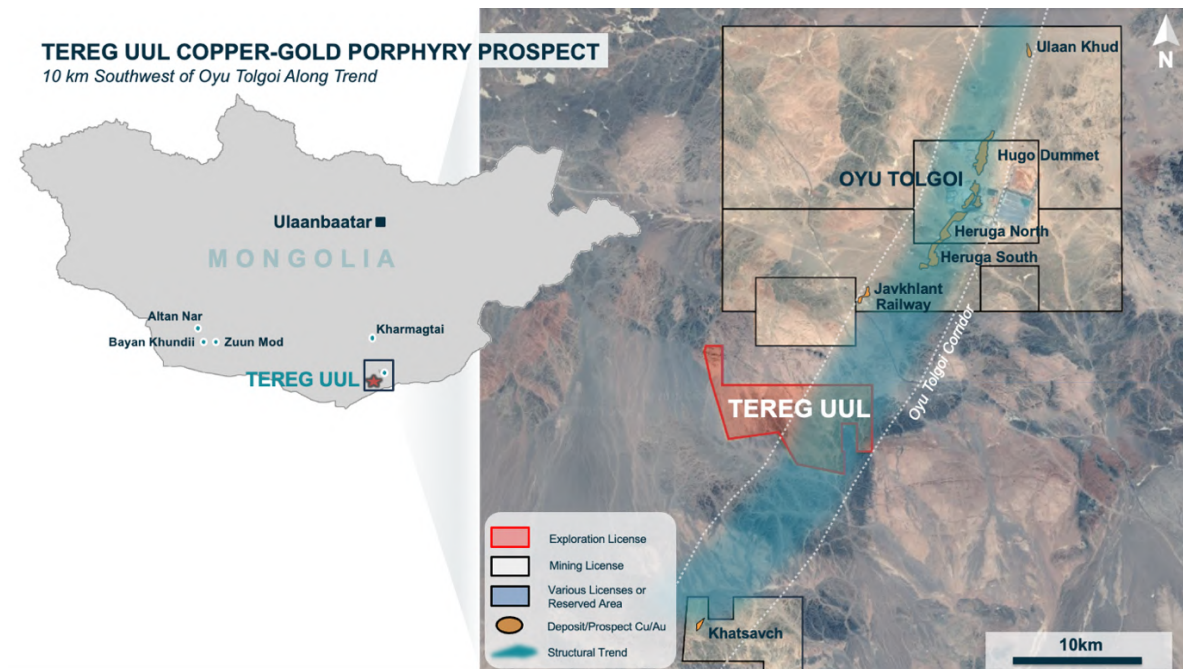 TEREG UUL COPPER-GOLD PORPHYRY PROSPECT
10 km Southwest of Oyu Tolgoi Along Trend
Ulaanbaatar
MONGOLIA
Altan Nar
Bayan Khundii
Zuun Mod
Kharmagtai
TEREG UUL
N
Ulaan Khud
Hugo Dummet
OYU TOLGOI
Heruga North
Heruga South
Javkhlant
Railway
Oyu Tolgoi Corridor
TEREG UUL
Khatsavch
Exploration License
Mining License
Various Licenses or
Reserved Area
Deposit/Prospect Cu/Au
Structural Trend
10km